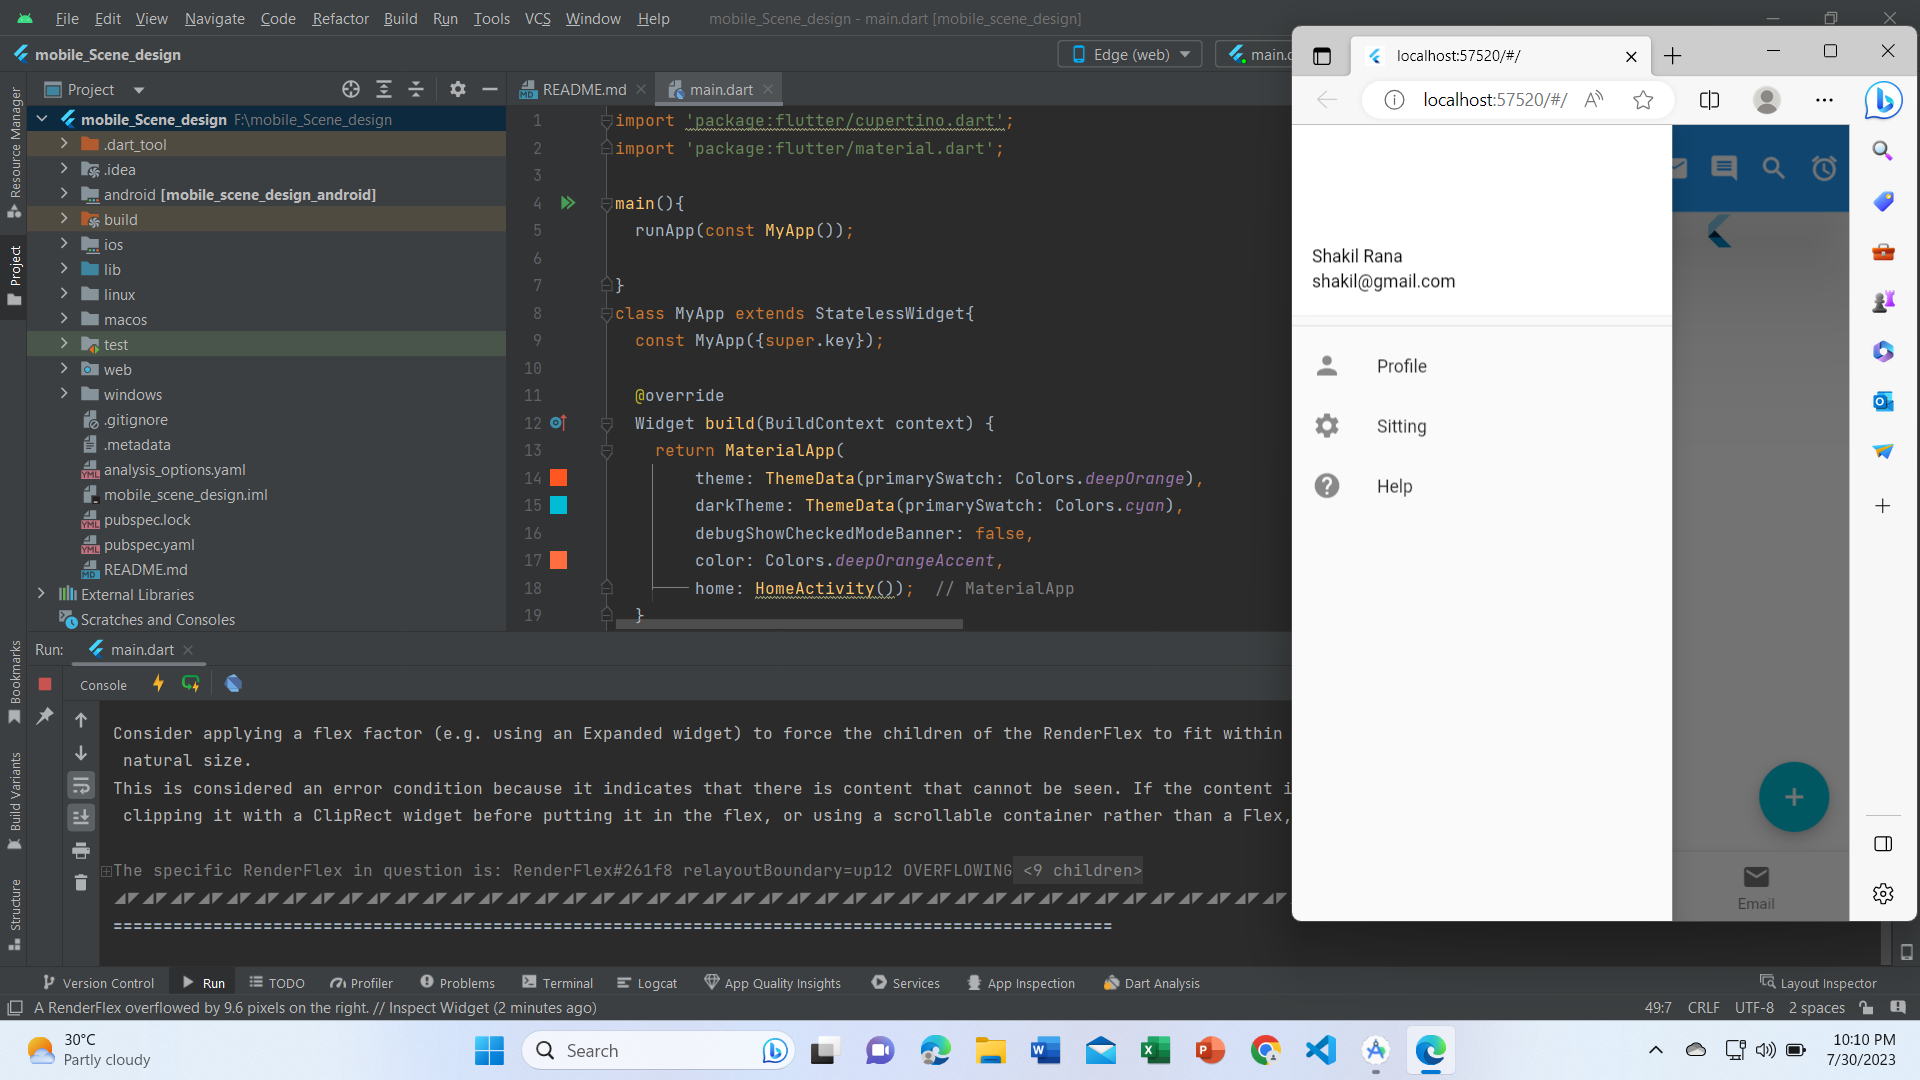 File Edit View Navigate Code Refactor Build Run Tools VCS Window Help mobile_Scene_design - main.dart [mobile_scene_design]
mobile_Scene_design Edge (web)
Project README.md main.dart
Resource Manager
Project
Bookmarks
Build Variants
Structure
mobile_Scene_design F:\mobile_Scene_design
.dart_tool
.idea
android [mobile_scene_design_android]
build
ios
lib
linux
macos
test
web
windows
.gitignore
.metadata
analysis_options.yaml
mobile_scene_design.iml
pubspec.lock
pubspec.yaml
README.md
External Libraries
Scratches and Consoles
1 import 'package:flutter/cupertino.dart';
2 import 'package:flutter/material.dart';
3
4 main(){
5 runApp(const MyApp());
6
7 }
8 class MyApp extends StatelessWidget{
9 const MyApp({super.key});
10
11 @override
12 Widget build(BuildContext context) {
13 return MaterialApp(
14 theme: ThemeData(primarySwatch: Colors.deepOrange),
15 darkTheme: ThemeData(primarySwatch: Colors.cyan),
16 debugShowCheckedModeBanner: false,
17 color: Colors.deepOrangeAccent,
18 home: HomeActivity()); // MaterialApp
19 }
localhost:57520/#/
localhost:57520/#/
Shakil Rana
shakil@gmail.com
Profile
Sitting
Help
Email
Run: main.dart
Console
Consider applying a flex factor (e.g. using an Expanded widget) to force the children of the RenderFlex to fit within
natural size.
This is considered an error condition because it indicates that there is content that cannot be seen. If the content
clipping it with a ClipRect widget before putting it in the flex, or using a scrollable container rather than a Flex,
The specific RenderFlex in question is: RenderFlex#261f8 relayoutBoundary=up12 OVERFLOWING <9 children>
====================================================================================================
Version Control Run TODO Profiler Problems Terminal Logcat App Quality Insights Services App Inspection Dart Analysis Layout Inspector
A RenderFlex overflowed by 9.6 pixels on the right. // Inspect Widget (2 minutes ago) 49:7 CRLF UTF-8 2 spaces
30°C
Partly cloudy
Search
10:10 PM
7/30/2023